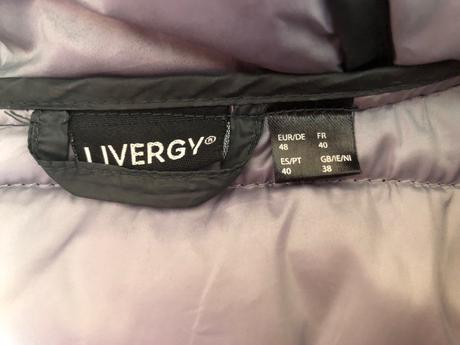 LIVERGY®
EUR/DE FR
48 40
ES/PT GB/IE/NI
40 38